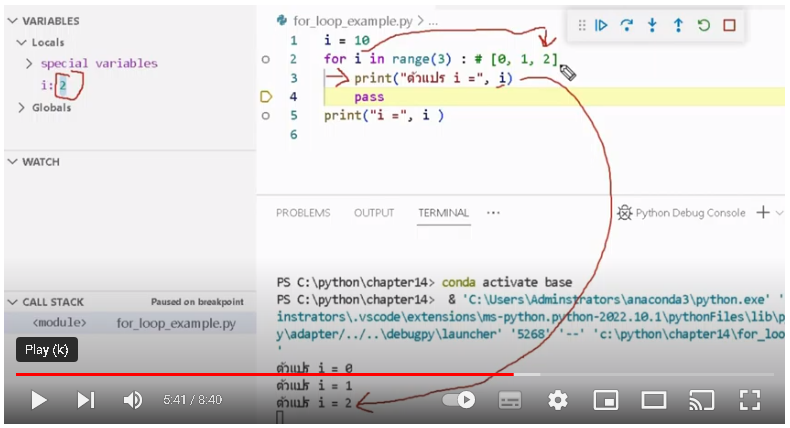 VARIABLES
Locals
special variables
i: 2
Globals
WATCH
CALL STACK Paused on breakpoint
<module> for_loop_example.py
Play (k)
for_loop_example.py > ...
1 i = 10
2 for i in range(3) : # [0, 1, 2]
3 print("ตัวแปร i =", i)
4 pass
5 print("i =", i )
6
PROBLEMS OUTPUT TERMINAL ... Python Debug Console
PS C:\python\chapter14> conda activate base
PS C:\python\chapter14> & 'C:\Users\Adminstrators\anaconda3\python.exe' '
instrators\.vscode\extensions\ms-python.python-2022.10.1\pythonFiles\lib\p
y\adapter/../..\debugpy\launcher' '5268' '--' 'c:\python\chapter14\for_loo
'
ตัวแปร i = 0
ตัวแปร i = 1
ตัวแปร i = 2
5:41 / 8:40